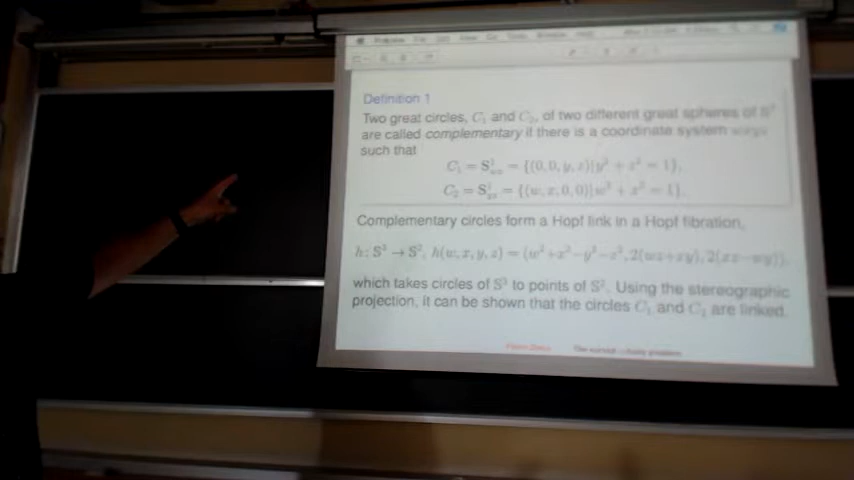 Definition 1
Two great circles, C₁ and C₂, of two different great spheres of S³
are called complementary if there is a coordinate system
such that
C₁ = S¹ = {(0, 0, y, z)|y² + z² = 1},
C₂ = S¹ = {(w, x, 0, 0)|w² + x² = 1}.
Complementary circles form a Hopf link in a Hopf fibration,
h: S³ → S², h(w, x, y, z) = (w²+x²−y²−z², 2(wz+xy), 2(xz−wy)),
which takes circles of S³ to points of S². Using the stereographic
projection, it can be shown that the circles C₁ and C₂ are linked.